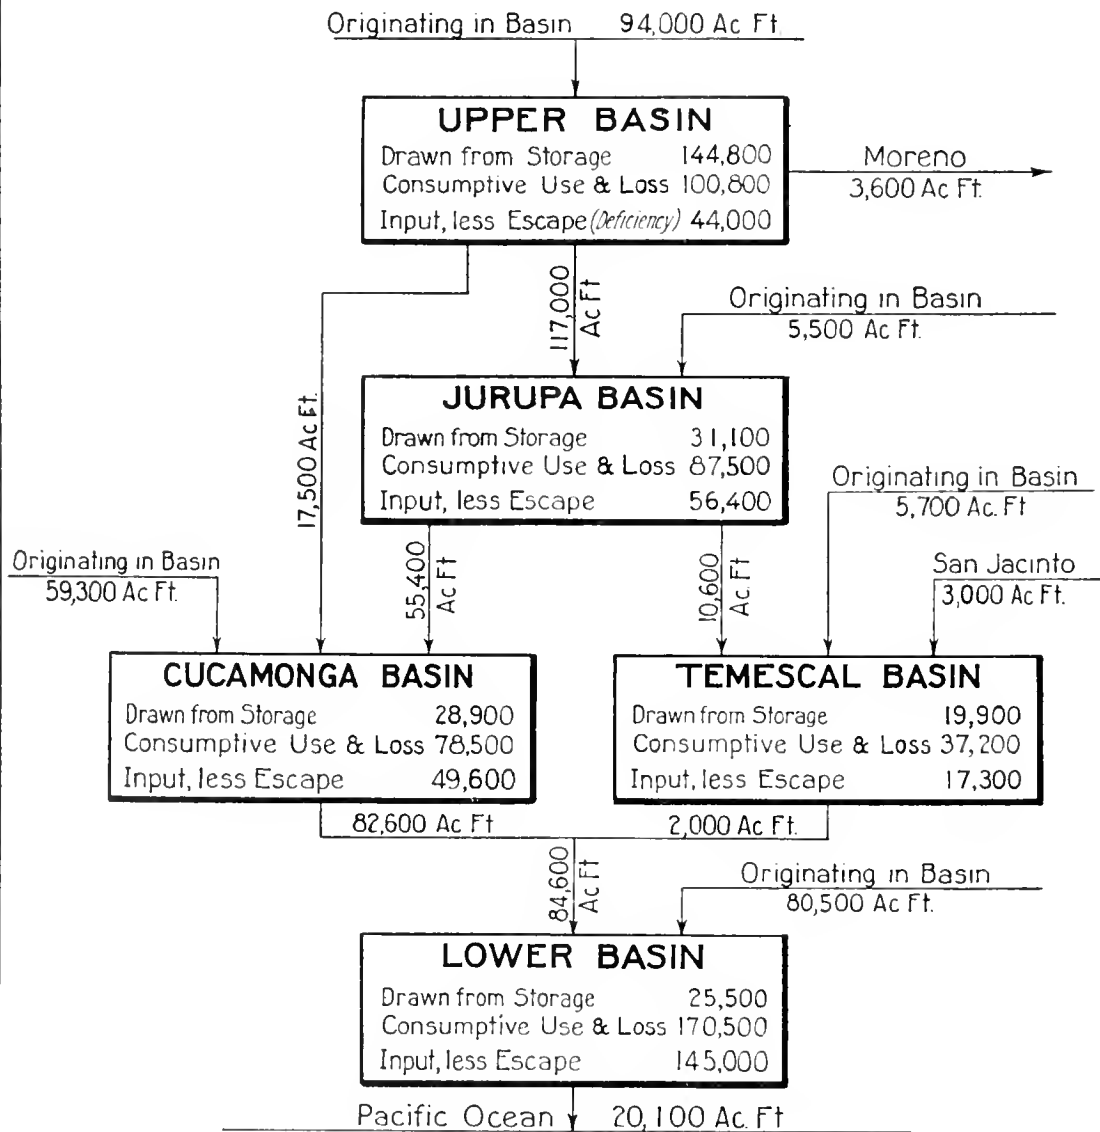 Originating in Basin 94,000 Ac Ft.
UPPER BASIN
Drawn from Storage 144,800
Consumptive Use & Loss 100,800
Input, less Escape (Deficiency) 44,000
Moreno
3,600 Ac Ft.
117,000
Ac Ft
Originating in Basin
5,500 Ac Ft.
17,500 Ac Ft.
JURUPA BASIN
Drawn from Storage 31,100
Consumptive Use & Loss 87,500
Input, less Escape 56,400
Originating in Basin
5,700 Ac. Ft
Originating in Basin
59,300 Ac Ft.
55,400
Ac Ft
10,600
Ac. Ft
San Jacinto
3,000 Ac Ft.
CUCAMONGA BASIN
Drawn from Storage 28,900
Consumptive Use & Loss 78,500
Input, less Escape 49,600
TEMESCAL BASIN
Drawn from Storage 19,900
Consumptive Use & Loss 37,200
Input, less Escape 17,300
82,600 Ac Ft
2,000 Ac Ft.
84,600
Ac Ft
Originating in Basin
80,500 Ac Ft.
LOWER BASIN
Drawn from Storage 25,500
Consumptive Use & Loss 170,500
Input, less Escape 145,000
Pacific Ocean 20,100 Ac. Ft